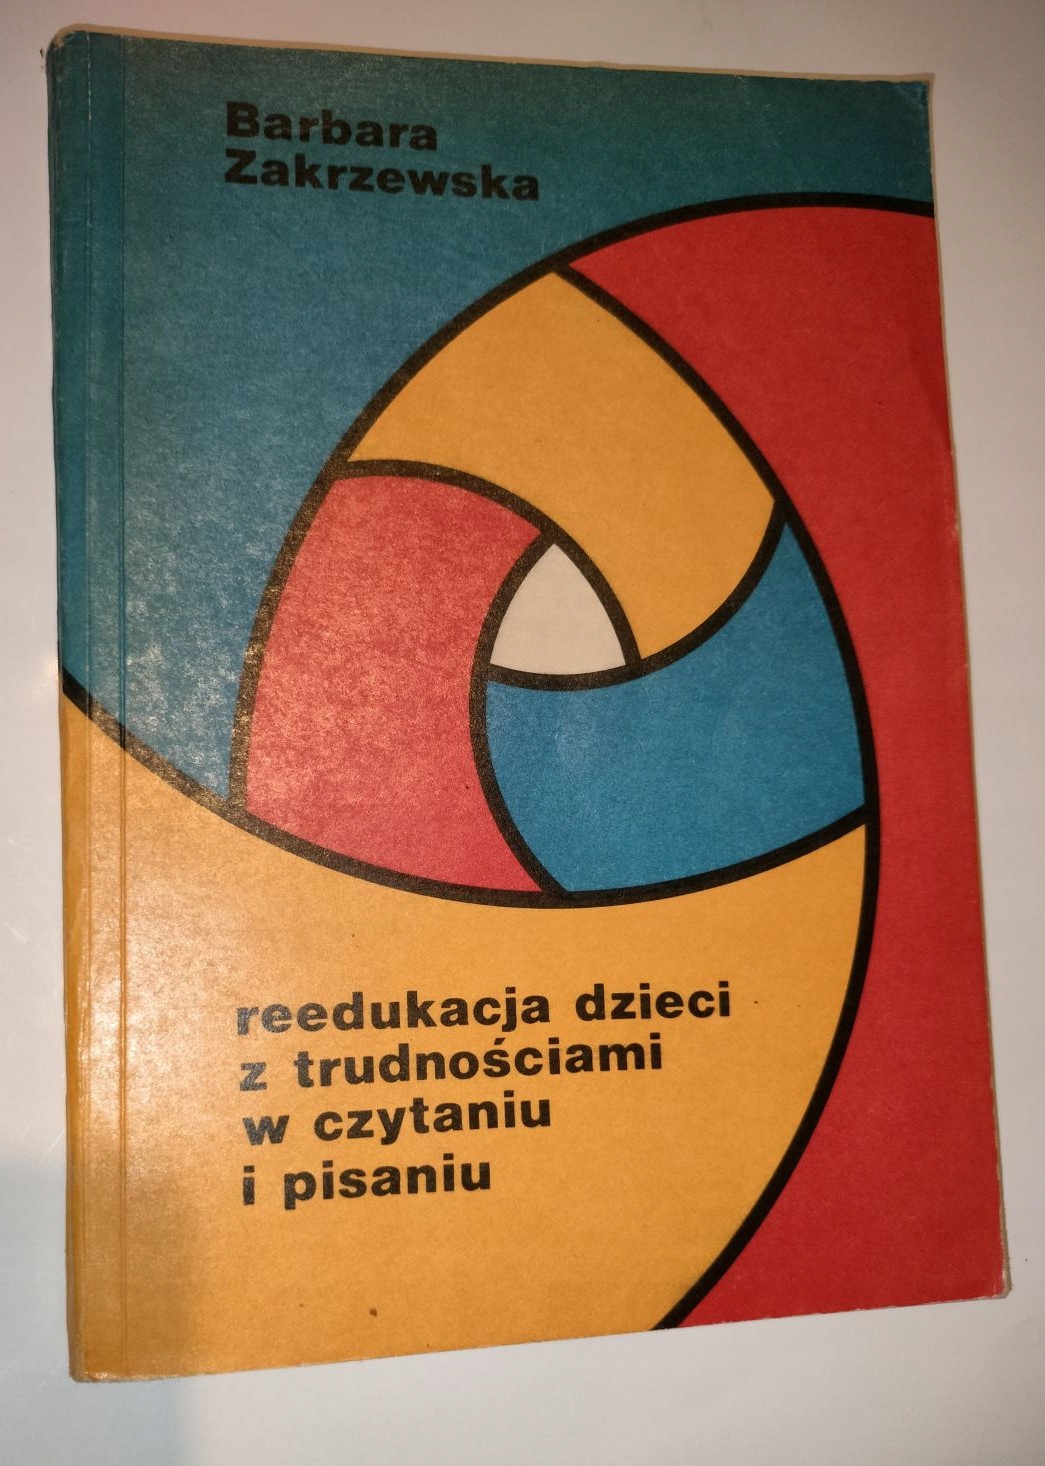 Barbara
Zakrzewska
reedukacja dzieci
z trudnościami
w czytaniu
i pisaniu